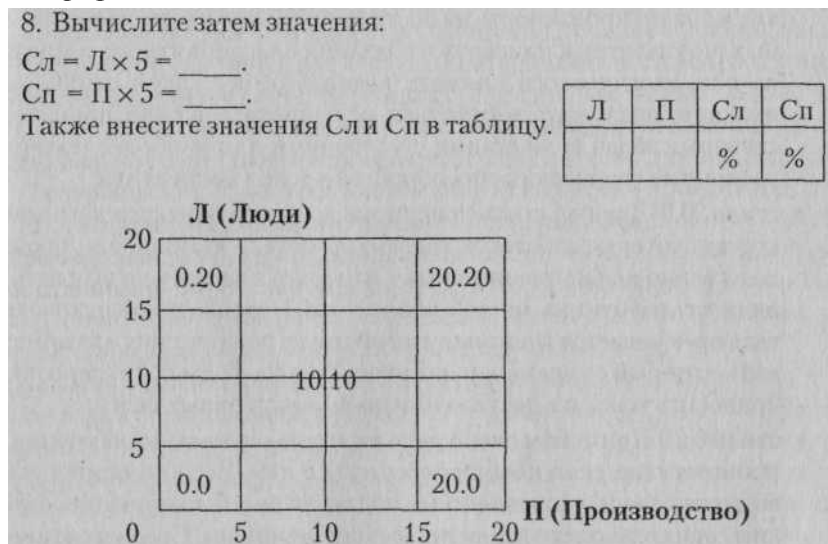 8. Вычислите затем значения:
Сл = Л × 5 = _____.
Сп = П × 5 = _____.
Также внесите значения Сл и Сп в таблицу.
Л П Сл Сп
% %
Л (Люди)
20
0.20 20.20
15
10 10.10
5
0.0 20.0
П (Производство)
0 5 10 15 20